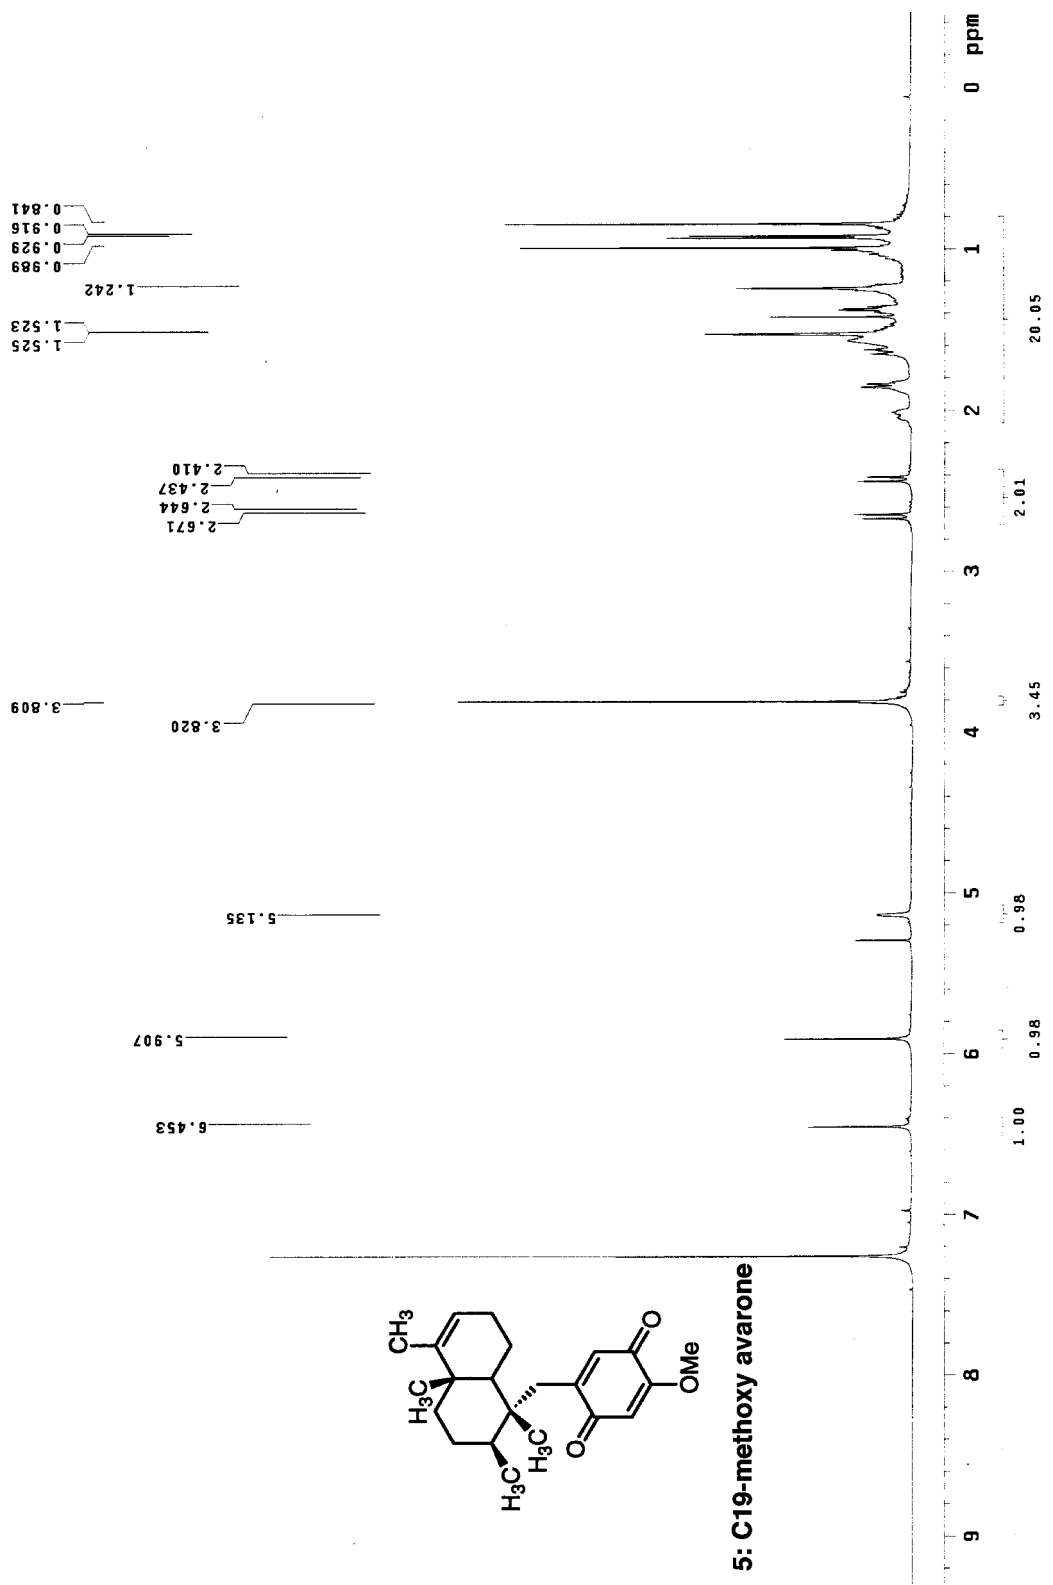 0.841
0.916
0.929
0.989
1.242
1.523
1.525
2.410
2.437
2.644
2.671
3.809
3.820
5.135
5.907
6.453
CH3
H3C
H3C
H3C
O
O
OMe
5: C19-methoxy avarone
9 8 7 6 5 4 3 2 1 0 ppm
1.00 0.98 0.98 3.45 2.01 20.05